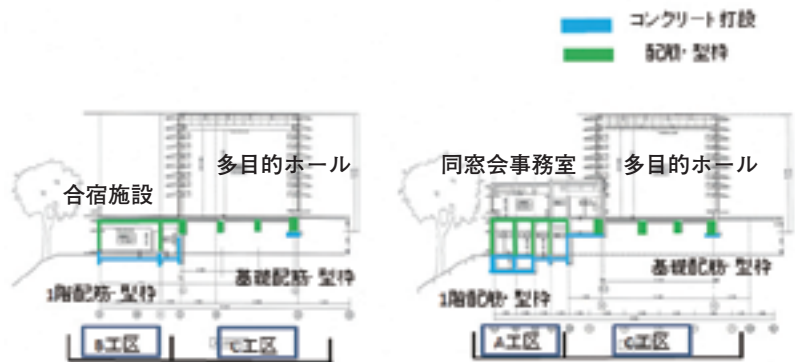 コンクリート打設
配筋・型枠
多目的ホール
合宿施設
基礎配筋・型枠
1階配筋・型枠
B工区
C工区
同窓会事務室
多目的ホール
基礎配筋・型枠
1階配筋・型枠
A工区
C工区